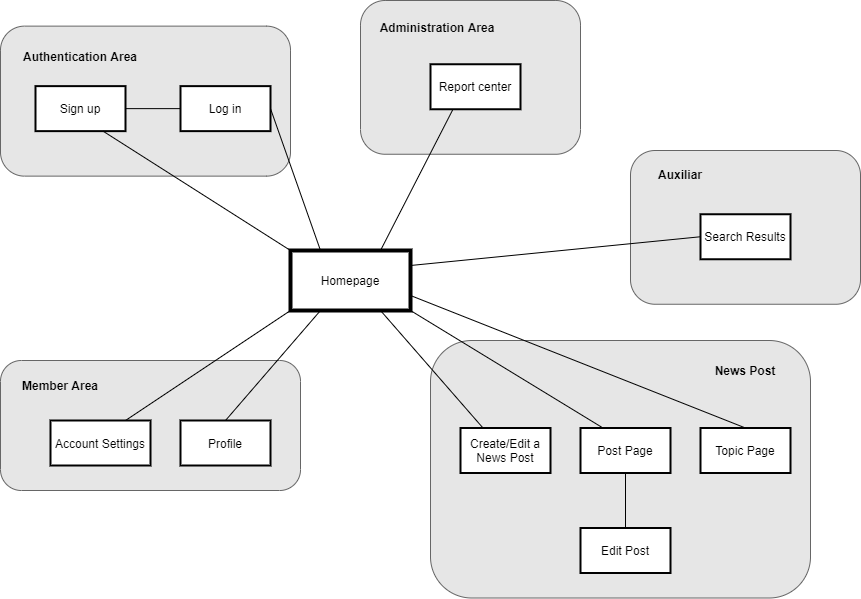 Authentication Area
Sign up
Log in
Administration Area
Report center
Auxiliar
Search Results
Homepage
Member Area
Account Settings
Profile
News Post
Create/Edit a
News Post
Post Page
Topic Page
Edit Post